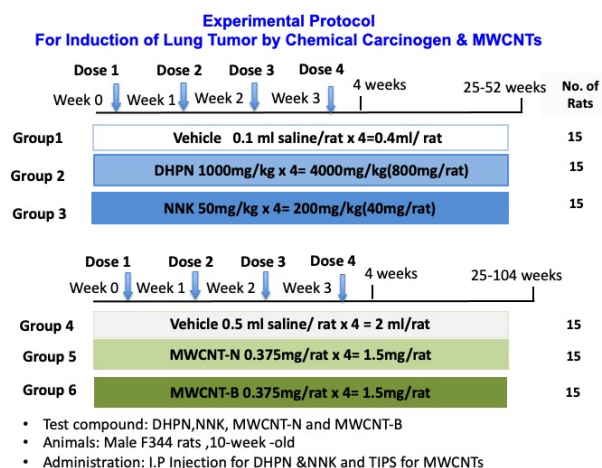 Experimental Protocol
For Induction of Lung Tumor by Chemical Carcinogen & MWCNTs
Dose 1 Dose 2 Dose 3 Dose 4
Week 0 Week 1 Week 2 Week 3 4 weeks 25-52 weeks No. of Rats
Group1 Vehicle 0.1 ml saline/rat x 4=0.4ml/ rat 15
Group 2 DHPN 1000mg/kg x 4= 4000mg/kg(800mg/rat) 15
Group 3 NNK 50mg/kg x 4= 200mg/kg(40mg/rat) 15
Dose 1 Dose 2 Dose 3 Dose 4
Week 0 Week 1 Week 2 Week 3 4 weeks 25-104 weeks
Group 4 Vehicle 0.5 ml saline/ rat x 4 = 2 ml/rat 15
Group 5 MWCNT-N 0.375mg/rat x 4= 1.5mg/rat 15
Group 6 MWCNT-B 0.375mg/rat x 4= 1.5mg/rat 15
• Test compound: DHPN,NNK, MWCNT-N and MWCNT-B
• Animals: Male F344 rats ,10-week -old
• Administration: I.P Injection for DHPN &NNK and TIPS for MWCNTs